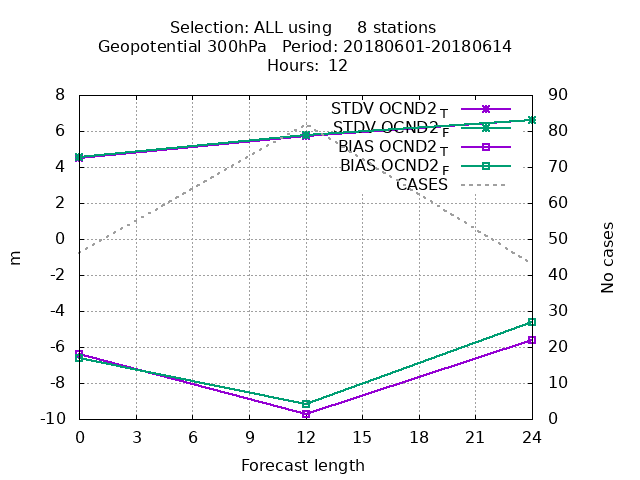 Selection: ALL using     8 stations
Geopotential 300hPa   Period: 20180601-20180614
Hours:  12
8
6
4
2
0
-2
-4
-6
-8
-10
m
STDV OCND2 T
STDV OCND2 F
BIAS OCND2 T
BIAS OCND2 F
CASES
90
80
70
60
50
40
30
20
10
0
No cases
0 3 6 9 12 15 18 21 24
Forecast length